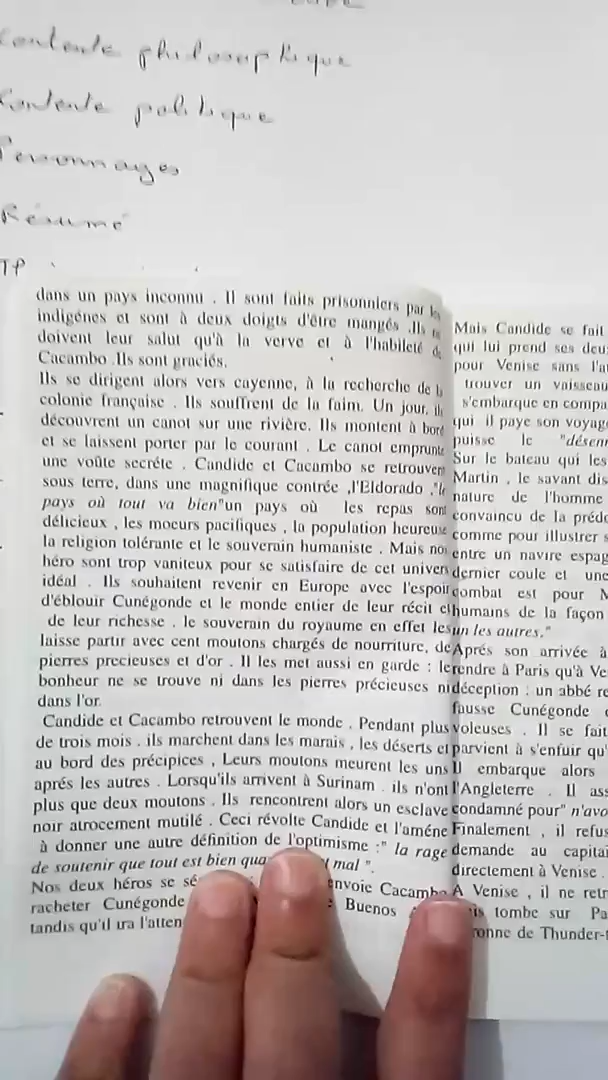 Contexte philosophique
Contexte politique
Personnages
Résumé
dans un pays inconnu . Il sont faits prisonniers par les
indigénes et sont à deux doigts d'étre mangés .Ils
doivent leur salut qu'à la verve et à l'habileté de
Cacambo .Ils sont graciés.
Ils se dirigent alors vers cayenne, à la recherche de la
colonie française . Ils souffrent de la faim. Un jour, ils
découvrent un canot sur une rivière. Ils montent à bord
et se laissent porter par le courant . Le canot emprunte
une voûte secréte . Candide et Cacambo se retrouvent
sous terre, dans une magnifique contrée ,l'Eldorado ,"le
pays où tout va bien"un pays où les repas sont
délicieux , les moeurs pacifiques , la population heureuse
la religion tolérante et le souverain humaniste . Mais nos
héro sont trop vaniteux pour se satisfaire de cet univers
idéal . Ils souhaitent revenir en Europe avec l'espoir
d'éblouir Cunégonde et le monde entier de leur récit et
de leur richesse . le souverain du royaume en effet les
laisse partir avec cent moutons chargés de nourriture, de
pierres precieuses et d'or . Il les met aussi en garde : le
bonheur ne se trouve ni dans les pierres précieuses ni
dans l'or.
Candide et Cacambo retrouvent le monde . Pendant plus
de trois mois . ils marchent dans les marais , les déserts et
au bord des précipices , Leurs moutons meurent les uns
aprés les autres . Lorsqu'ils arrivent à Surinam . ils n'ont
plus que deux moutons . Ils rencontrent alors un esclave
noir atrocement mutilé . Ceci révolte Candide et l'améne
à donner une autre définition de l'optimisme :" la rage
de soutenir que tout est bien mal ".
Nos deux héros se envoie Cacambo
racheter Cunégonde Buenos
tandis qu'il ira
Mais Candide se fait
qui lui prend ses
pour Venise sans
trouver un vaisseau
s'embarque en
qui il paye son
puisse le
Sur le bateau qui les
Martin , le savant
nature de l'homme
convaincu de la
comme pour illustrer
entre un navire
dernier coule et une
combat est pour
humains de la façon
un les autres."
Aprés son arrivée à
rendre à Paris qu'à
déception : un abbé
fausse Cunégonde
voleuses . Il se fait
parvient à s'enfuir
Il embarque alors
l'Angleterre . Il
condamné pour"
Finalement , il
demande au
directement à Venise .
A Venise , il ne
tombe sur
de